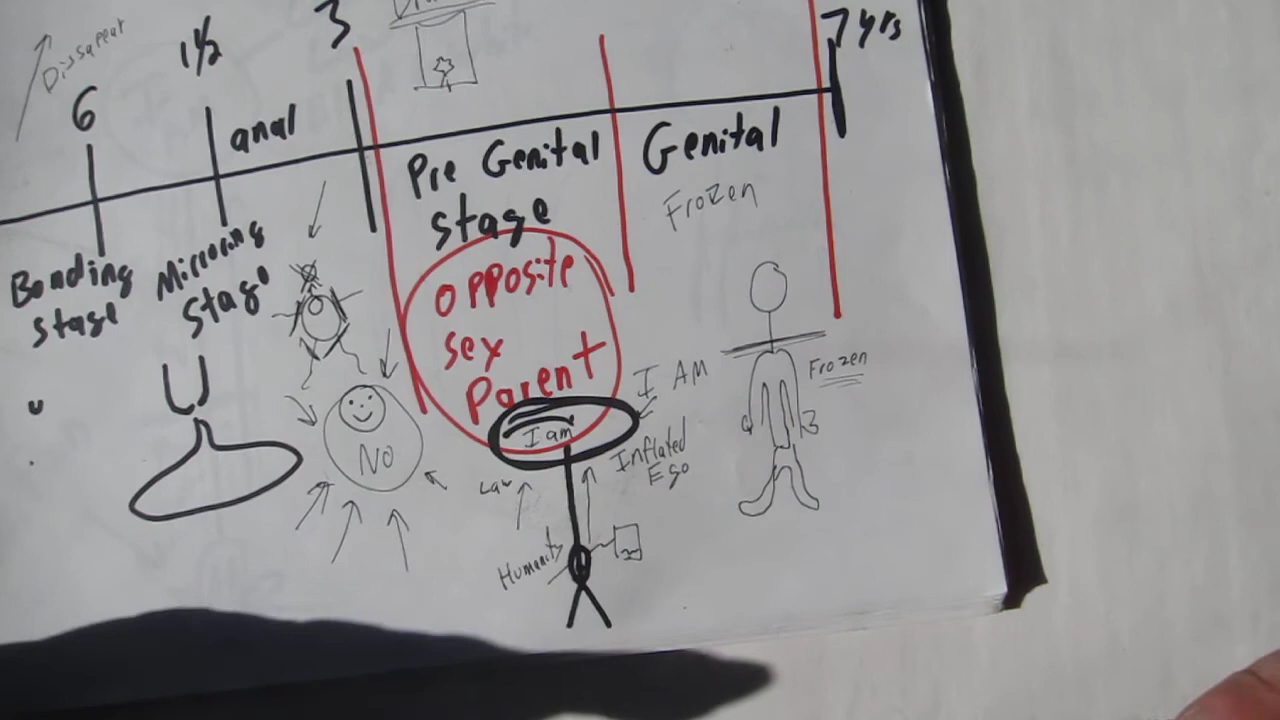 Dissapear
6
1½
3
7 yrs
anal
Pre Genital
stage
Genital
Frozen
Bonding
stage
Mirroring
stage
opposite
sex
Parent
I am
I AM
Inflated
Ego
NO
Law
Humanity
Frozen